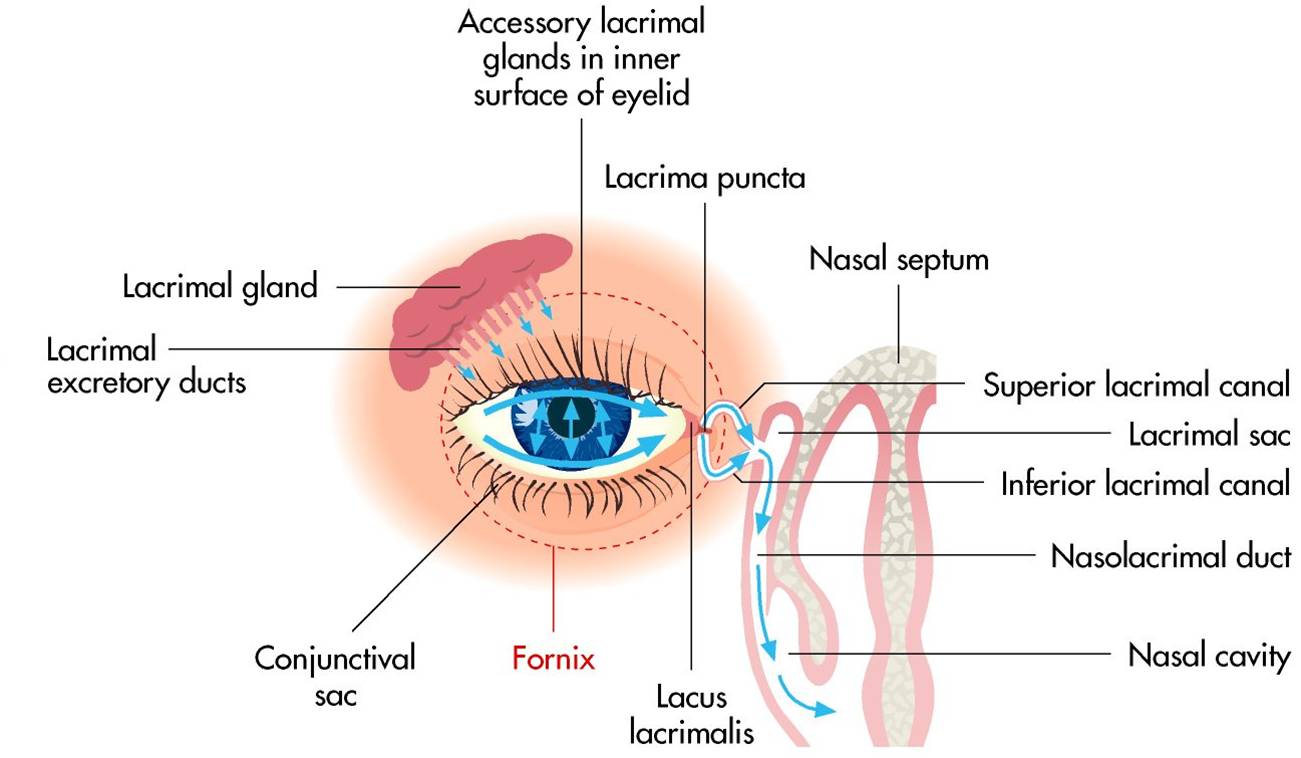 Accessory lacrimal
glands in inner
surface of eyelid
Lacrima puncta
Nasal septum
Lacrimal gland
Lacrimal
excretory ducts
Superior lacrimal canal
Lacrimal sac
Inferior lacrimal canal
Nasolacrimal duct
Nasal cavity
Conjunctival
sac
Fornix
Lacus
lacrimalis